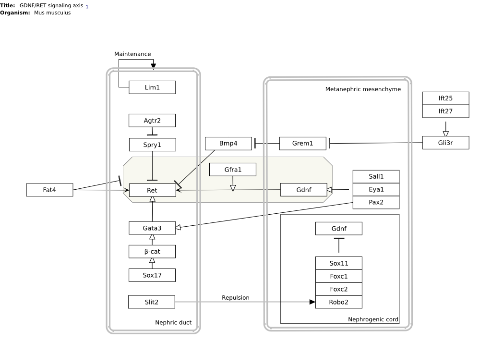 Title: GDNF/RET signaling axis
Organism: Mus musculus
Maintenance
Metanephric mesenchyme
Lim1
Ift25
Ift27
Agtr2
Spry1
Bmp4
Grem1
Gli3r
Gfra1
Sall1
Fat4
Ret
Gdnf
Eya1
Pax2
Gata3
Gdnf
β-cat
Sox11
Sox17
Foxc1
Foxc2
Slit2
Repulsion
Robo2
Nephric duct
Nephrogenic cord